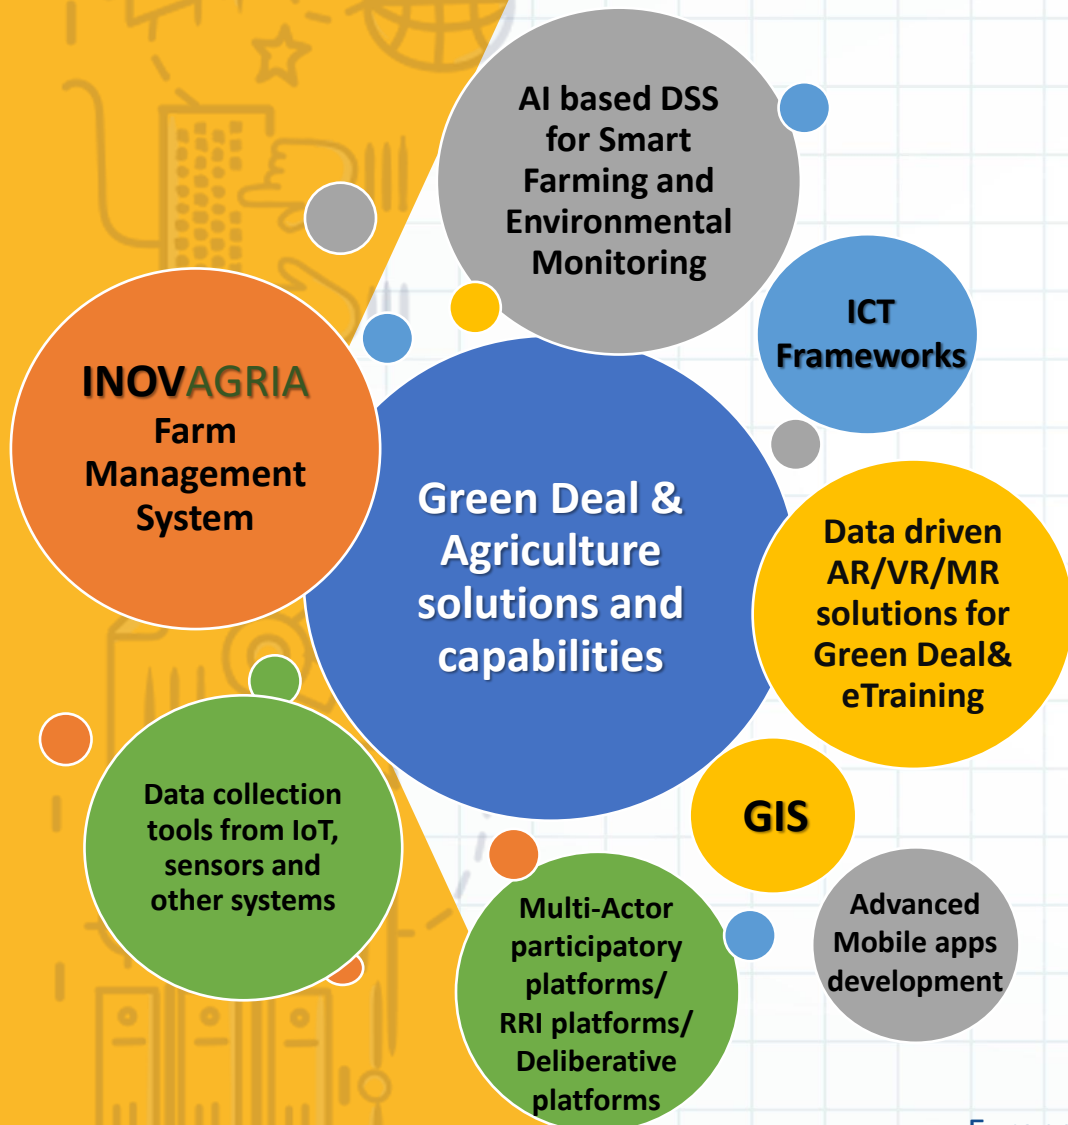 AI based DSS
for Smart
Farming and
Environmental
Monitoring
ICT
Frameworks
INOVAGRIA
Farm
Management
System
Green Deal &
Agriculture
solutions and
capabilities
Data driven
AR/VR/MR
solutions for
Green Deal&
eTraining
Data collection
tools from IoT,
sensors and
other systems
GIS
Multi-Actor
participatory
platforms/
RRI platforms/
Deliberative
platforms
Advanced
Mobile apps
development